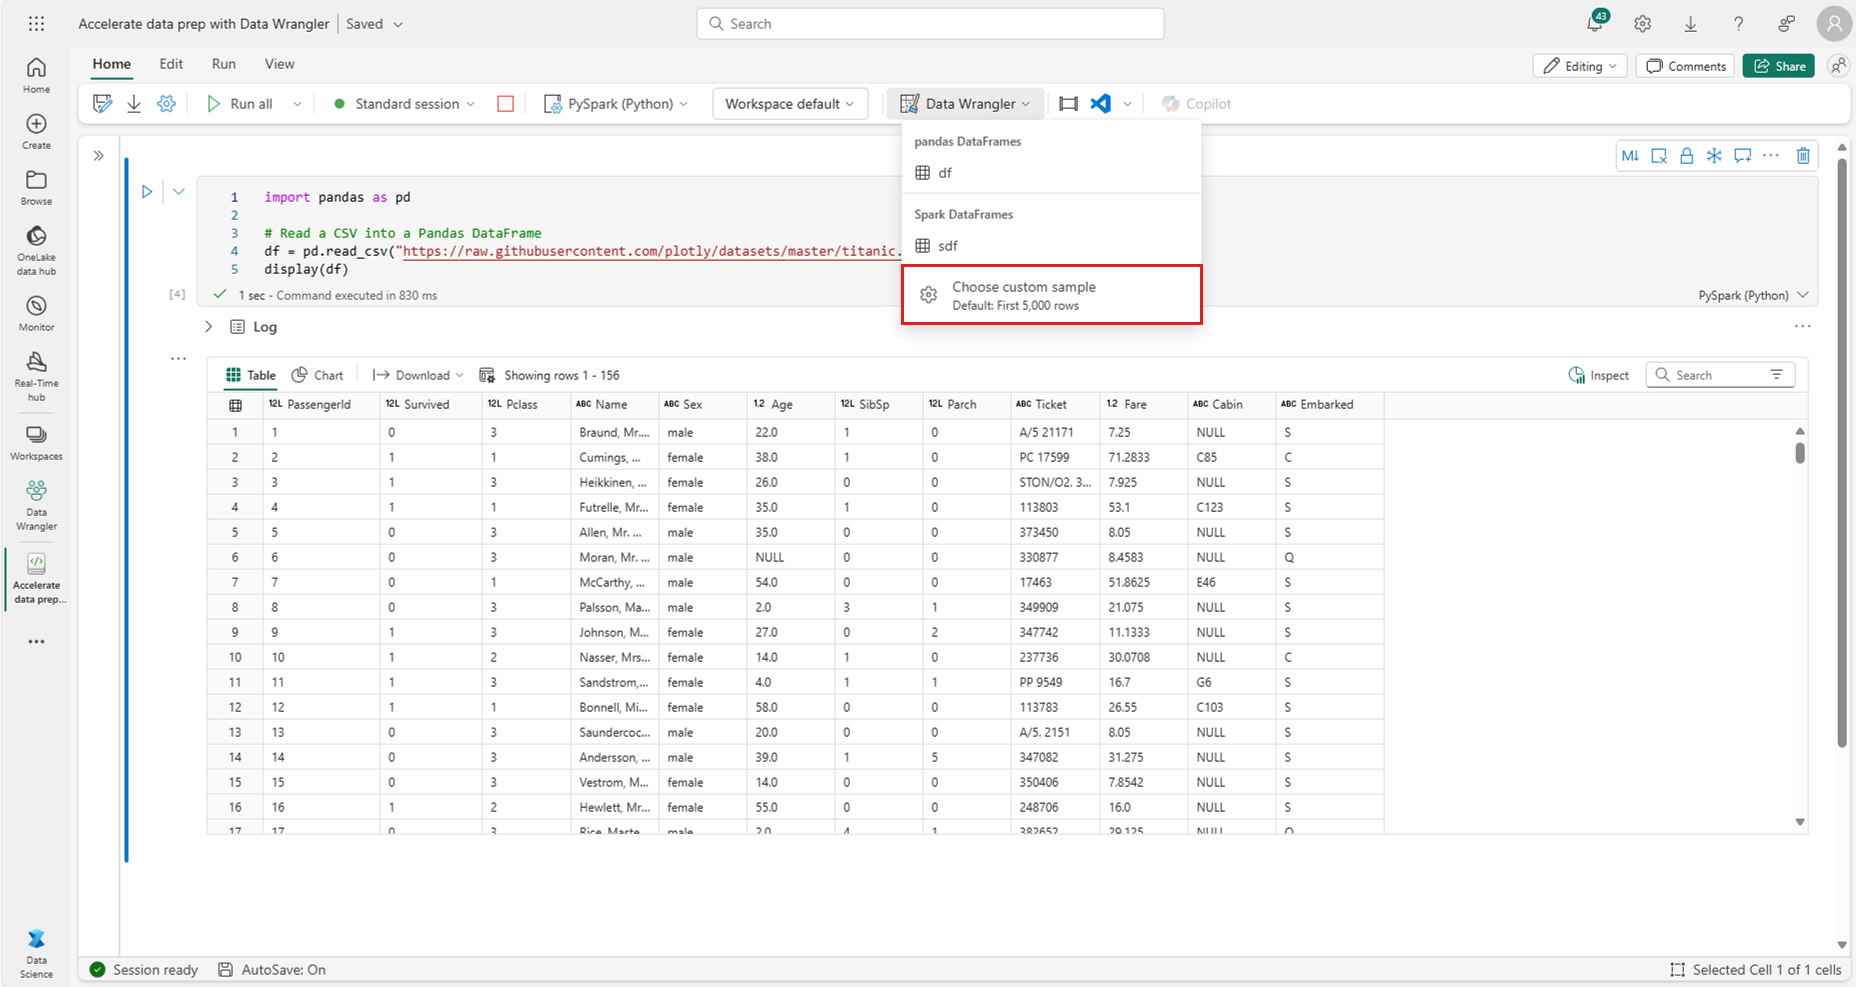 Accelerate data prep with Data Wrangler | Saved
Search
43
Home Edit Run View
Editing Comments Share
Run all Standard session PySpark (Python) Workspace default Data Wrangler Copilot
Home
Create
Browse
OneLake
data hub
Monitor
Real-Time
hub
Workspaces
Data
Wrangler
Accelerate
data prep...
Data
Science
pandas DataFrames
df
Spark DataFrames
sdf
Choose custom sample
Default: First 5,000 rows
M↓
1 import pandas as pd
2
3 # Read a CSV into a Pandas DataFrame
4 df = pd.read_csv("https://raw.githubusercontent.com/plotly/datasets/master/titanic.
5 display(df)
[4] 1 sec - Command executed in 830 ms PySpark (Python)
Log
Table Chart Download Showing rows 1 - 156 Inspect Search
12L PassengerId 12L Survived 12L Pclass ABC Name ABC Sex 1.2 Age 12L SibSp 12L Parch ABC Ticket 1.2 Fare ABC Cabin ABC Embarked
1 1 0 3 Braund, Mr.... male 22.0 1 0 A/5 21171 7.25 NULL S
2 2 1 1 Cumings, ... female 38.0 1 0 PC 17599 71.2833 C85 C
3 3 1 3 Heikkinen, ... female 26.0 0 0 STON/O2. 3... 7.925 NULL S
4 4 1 1 Futrelle, Mr... female 35.0 1 0 113803 53.1 C123 S
5 5 0 3 Allen, Mr. ... male 35.0 0 0 373450 8.05 NULL S
6 6 0 3 Moran, Mr. ... male NULL 0 0 330877 8.4583 NULL Q
7 7 0 1 McCarthy, ... male 54.0 0 0 17463 51.8625 E46 S
8 8 0 3 Palsson, Ma... male 2.0 3 1 349909 21.075 NULL S
9 9 1 3 Johnson, M... female 27.0 0 2 347742 11.1333 NULL S
10 10 1 2 Nasser, Mrs... female 14.0 1 0 237736 30.0708 NULL C
11 11 1 3 Sandstrom,... female 4.0 1 1 PP 9549 16.7 G6 S
12 12 1 1 Bonnell, Mi... female 58.0 0 0 113783 26.55 C103 S
13 13 0 3 Saundercoc... male 20.0 0 0 A/5. 2151 8.05 NULL S
14 14 0 3 Andersson, ... male 39.0 1 5 347082 31.275 NULL S
15 15 0 3 Vestrom, M... female 14.0 0 0 350406 7.8542 NULL S
16 16 1 2 Hewlett, Mr... female 55.0 0 0 248706 16.0 NULL S
17 17 0 3 Rice, Maste... male 2.0 4 1 382652 29.125 NULL Q
Session ready AutoSave: On Selected Cell 1 of 1 cells